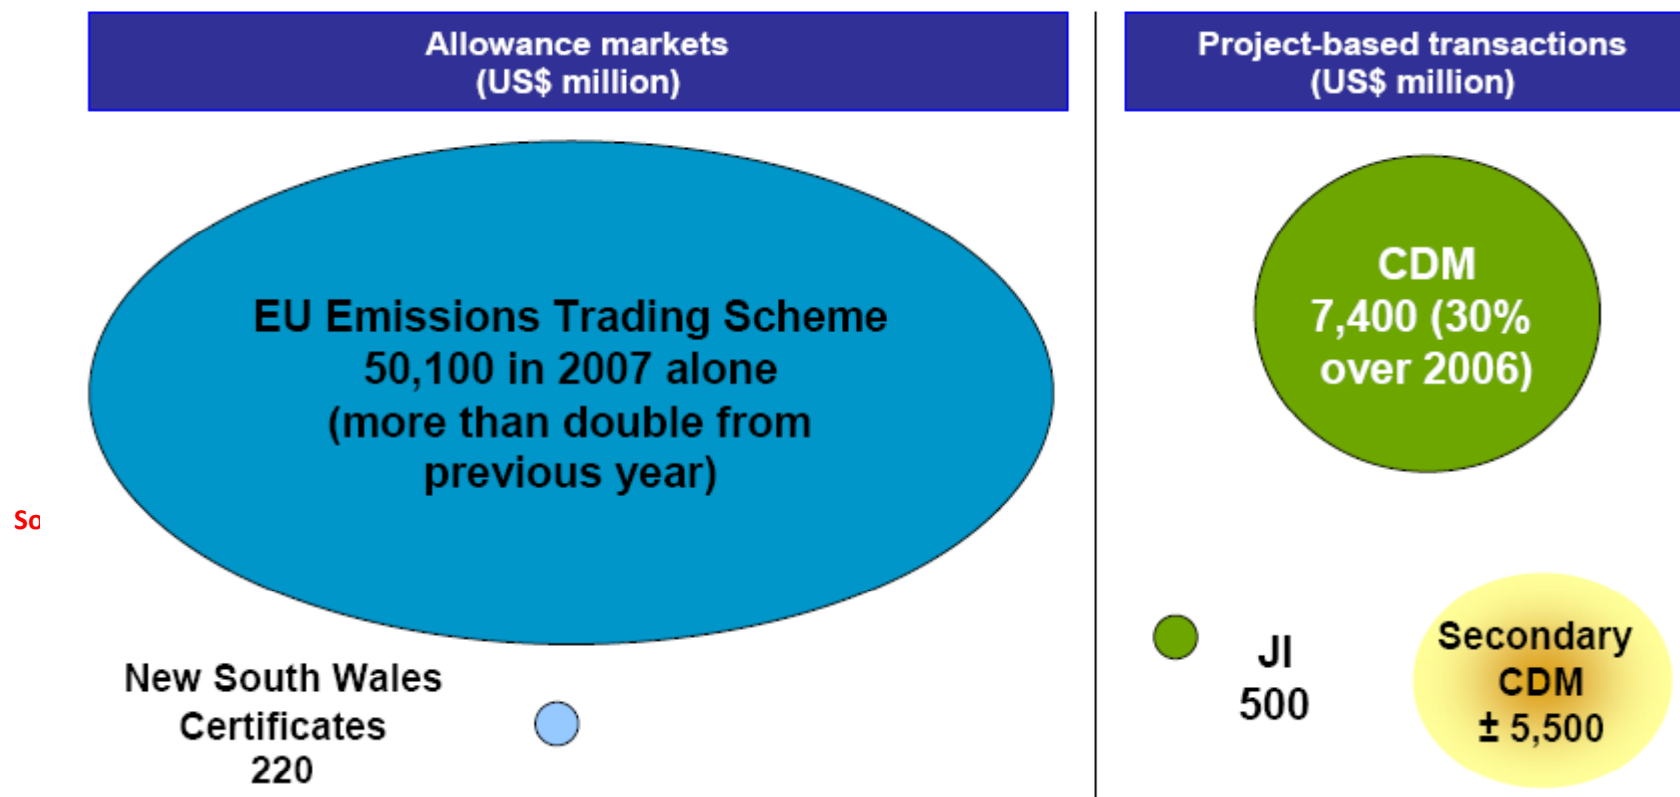 Allowance markets
(US$ million)
Project-based transactions
(US$ million)
EU Emissions Trading Scheme
50,100 in 2007 alone
(more than double from
previous year)
CDM
7,400 (30%
over 2006)
So
New South Wales
Certificates
220
JI
500
Secondary
CDM
± 5,500